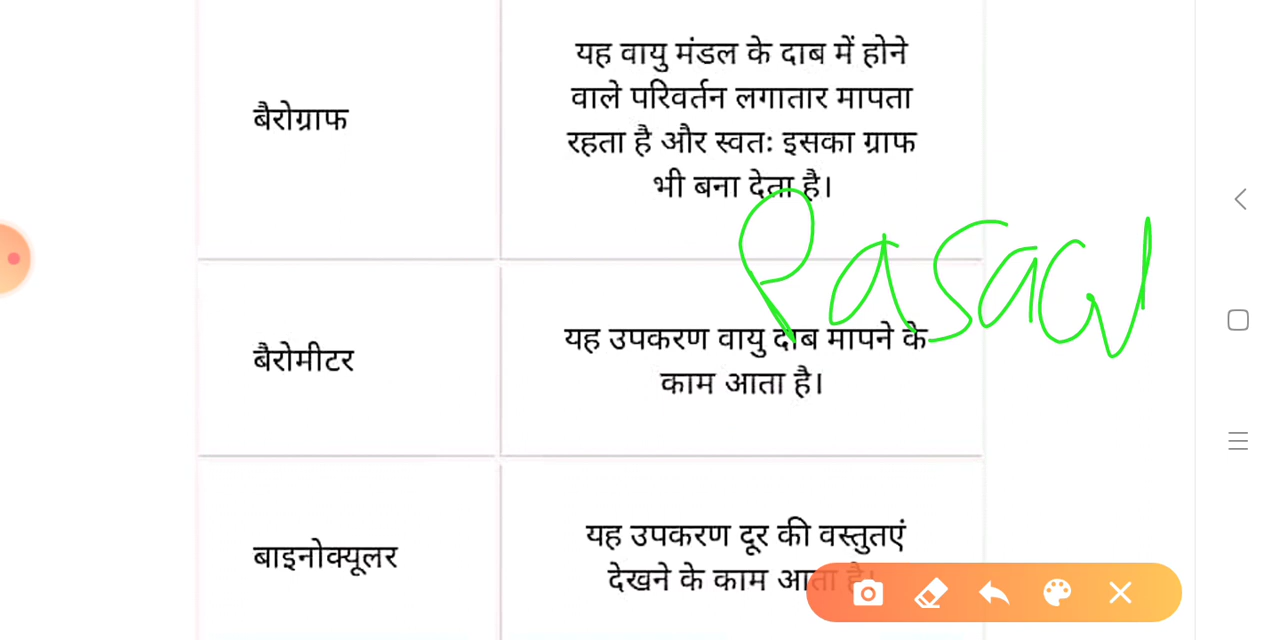 बैरोग्राफ
यह वायु मंडल के दाब में होने
वाले परिवर्तन लगातार मापता
रहता है और स्वतः इसका ग्राफ
भी बना देता है।
Pasacl
बैरोमीटर
यह उपकरण वायु दाब मापने के
काम आता है।
बाइनोक्यूलर
यह उपकरण दूर की वस्तुतएं
देखने के काम आता है।